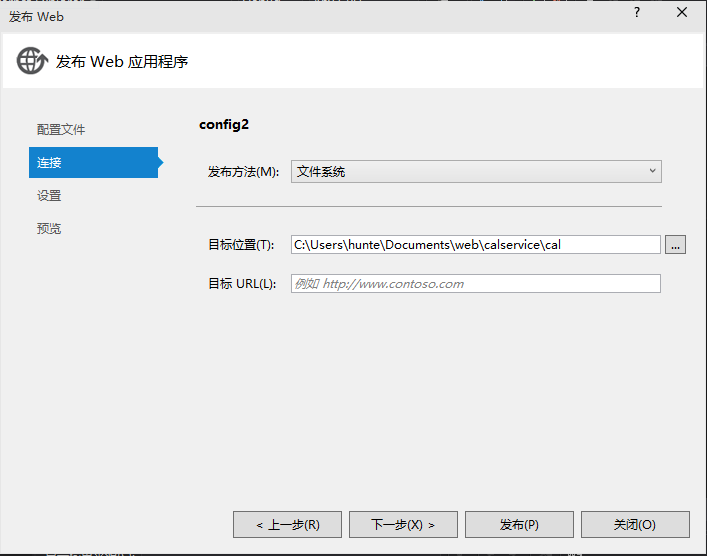 发布 Web
?
发布 Web 应用程序
配置文件
连接
设置
预览
config2
发布方法(M): 文件系统
目标位置(T): C:\Users\hunte\Documents\web\calservice\cal ...
目标 URL(L): 例如 http://www.contoso.com
< 上一步(R) 下一步(X) > 发布(P) 关闭(O)